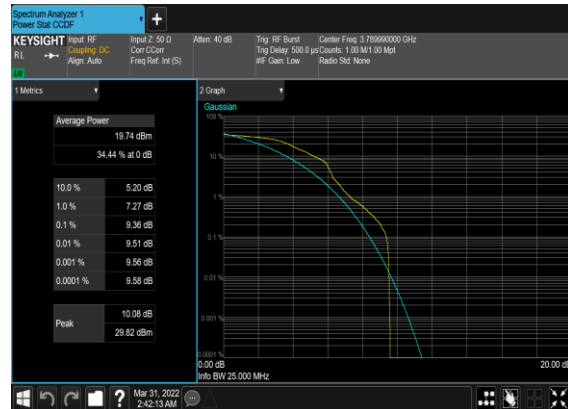 Spectrum Analyzer 1
Power Stat CCDF
KEYSIGHT
RL
LXI
Input: RF
Coupling: DC
Align: Auto
Input Z: 50 Ω
Corr CCorr
Freq Ref: Int (S)
Atten: 40 dB
Trig: RF Burst
Trig Delay: 500.0 µs
#IF Gain: Low
Center Freq: 3.789990000 GHz
Counts: 1.00 M/1.00 Mpt
Radio Std: None
1 Metrics
Average Power
19.74 dBm
34.44 % at 0 dB
10.0 % 5.20 dB
1.0 % 7.27 dB
0.1 % 9.36 dB
0.01 % 9.51 dB
0.001 % 9.56 dB
0.0001 % 9.58 dB
Peak
10.08 dB
29.82 dBm
2 Graph
Gaussian
100 %
10 %
1 %
0.1 %
0.01 %
0.001 %
0.0001 %
0.00 dB
20.00 dB
Info BW 25.000 MHz
?
Mar 31, 2022
2:42:13 AM